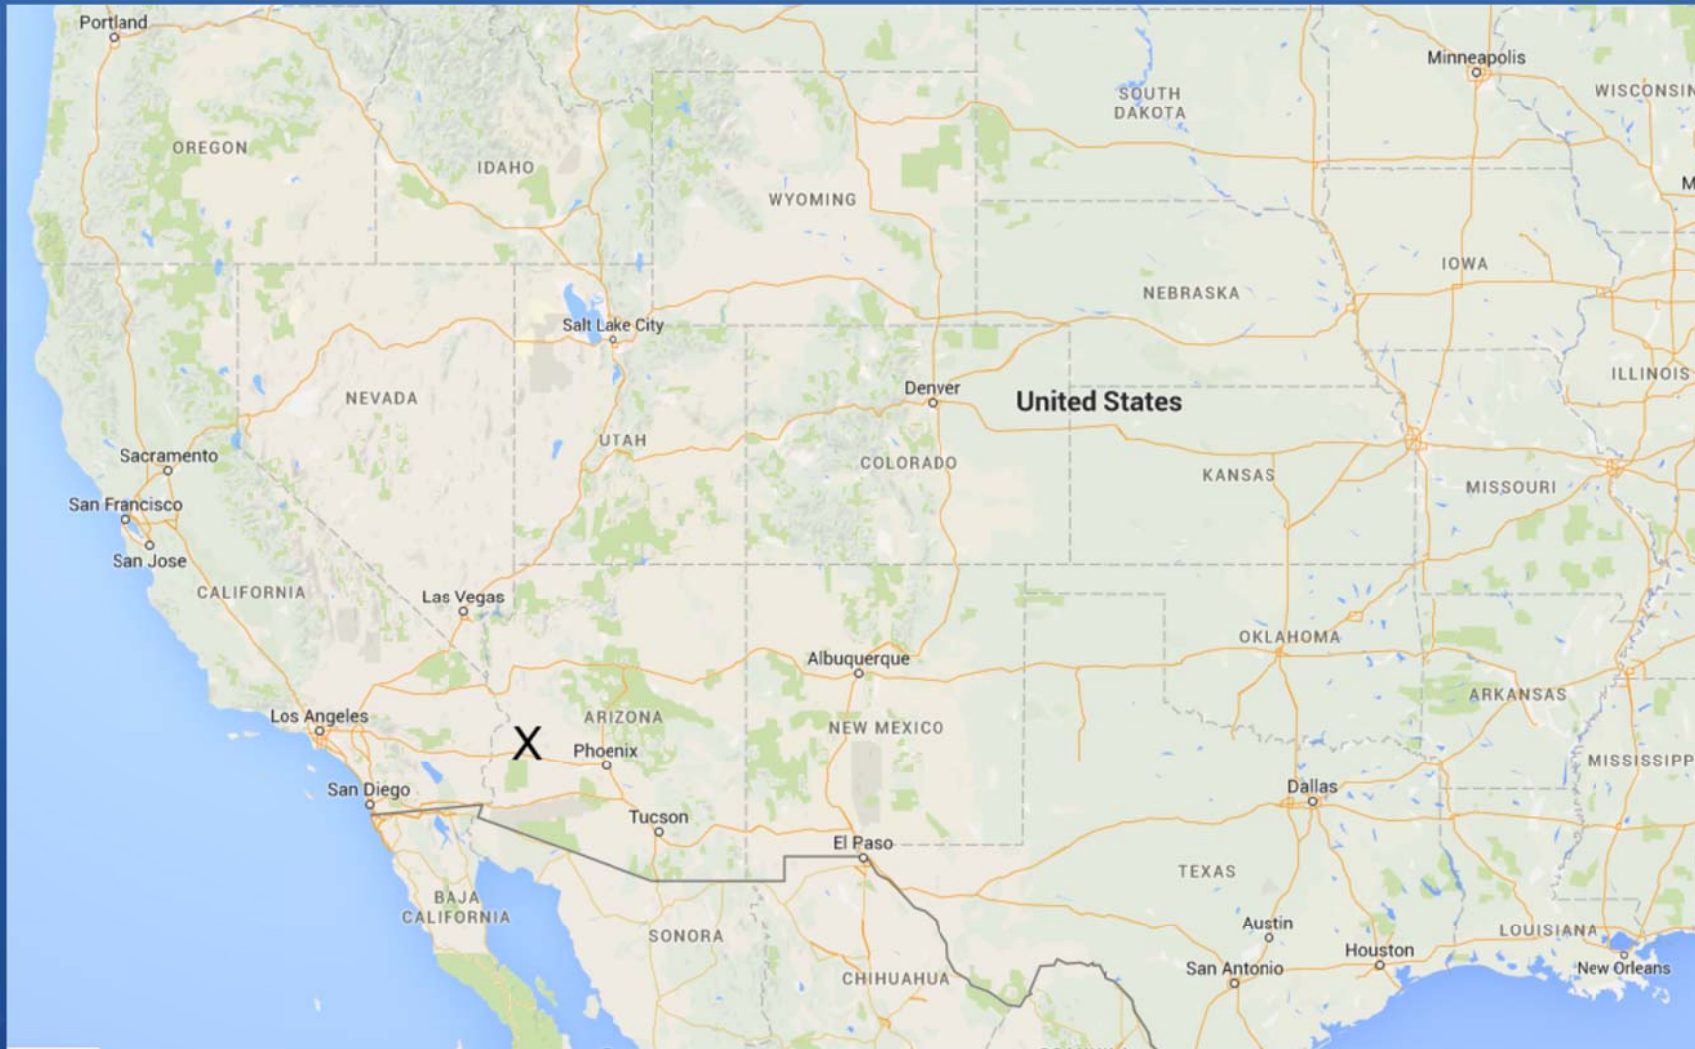 Portland
Minneapolis
SOUTH
DAKOTA
WISCONSIN
OREGON
IDAHO
WYOMING
IOWA
NEBRASKA
Salt Lake City
ILLINOIS
Denver
United States
NEVADA
UTAH
COLORADO
Sacramento
KANSAS
MISSOURI
San Francisco
San Jose
CALIFORNIA
Las Vegas
OKLAHOMA
Albuquerque
ARKANSAS
Los Angeles
ARIZONA
NEW MEXICO
X
Phoenix
MISSISSIPP
San Diego
Dallas
Tucson
El Paso
TEXAS
BAJA
CALIFORNIA
SONORA
Austin
LOUISIANA
Houston
San Antonio
New Orleans
CHIHUAHUA